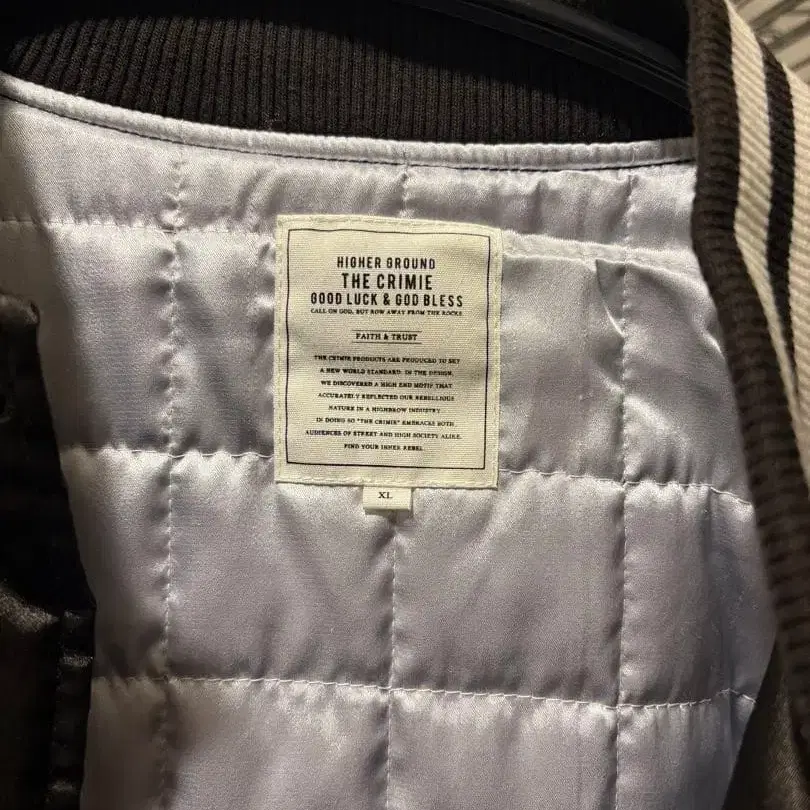 HIGHER GROUND
THE CRIMIE
GOOD LUCK & GOD BLESS
CALL ON GOD, BUT ROW AWAY FROM THE ROCKS
FAITH & TRUST
THE CRIMIE PRODUCTS ARE PRODUCED TO SET
A NEW WORLD STANDARD. IN THE DESIGN,
WE DISCOVERED A HIGH END MOTIF THAT
ACCURATELY REFLECTED OUR REBELLIOUS
NATURE IN A HIGHBROW INDUSTRY
IN DOING SO "THE CRIMIE" EMBRACES BOTH
AUDIENCES OF STREET AND HIGH SOCIETY ALIKE.
FIND YOUR INNER REBEL.
XL